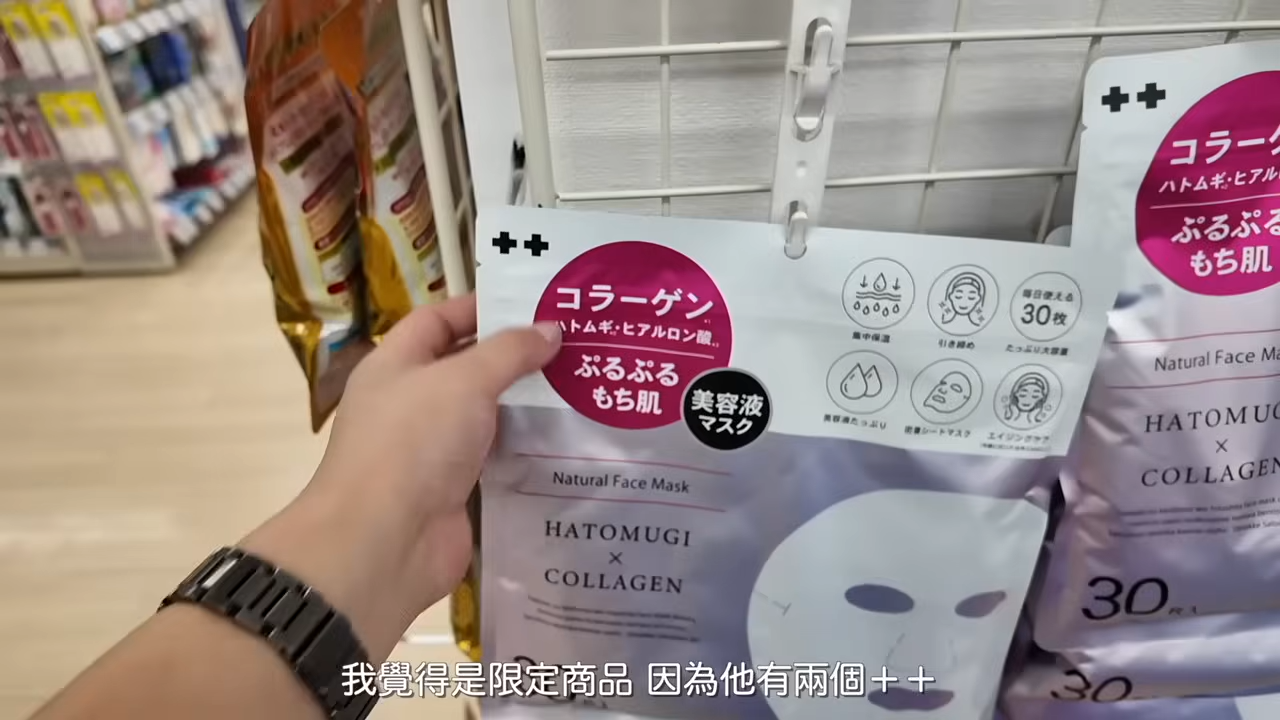 ++
コラーゲン
ハトムギ・ヒアルロン酸
ぷるぷる
もち肌
美容液
マスク
集中保湿
引き締め
毎日使える
30枚
たっぷり大容量
美容液たっぷり
密着シートマスク
エイジングケア
Natural Face Mask
HATOMUGI
×
COLLAGEN
++
コラーゲ
ハトムギ・ヒアル
ぷるぷる
もち肌
Natural Face Ma
HATOMUG
×
COLLAGEN
30
30
我覺得是限定商品 因為他有兩個++